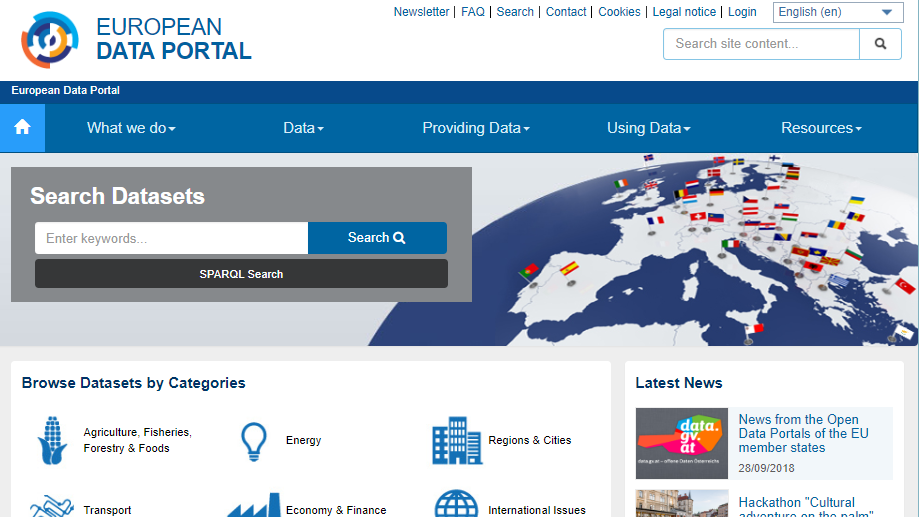 EUROPEAN
DATA PORTAL
Newsletter | FAQ | Search | Contact | Cookies | Legal notice | Login
English (en)
Search site content...
European Data Portal
What we do
Data
Providing Data
Using Data
Resources
Search Datasets
Enter keywords...
Search
SPARQL Search
Browse Datasets by Categories
Agriculture, Fisheries,
Forestry & Foods
Energy
Regions & Cities
Transport
Economy & Finance
International Issues
Latest News
data.
gv.
at
data.gv.at – offene Daten Österreichs
News from the Open
Data Portals of the EU
member states
28/09/2018
Hackathon "Cultural
adventure on the palm"